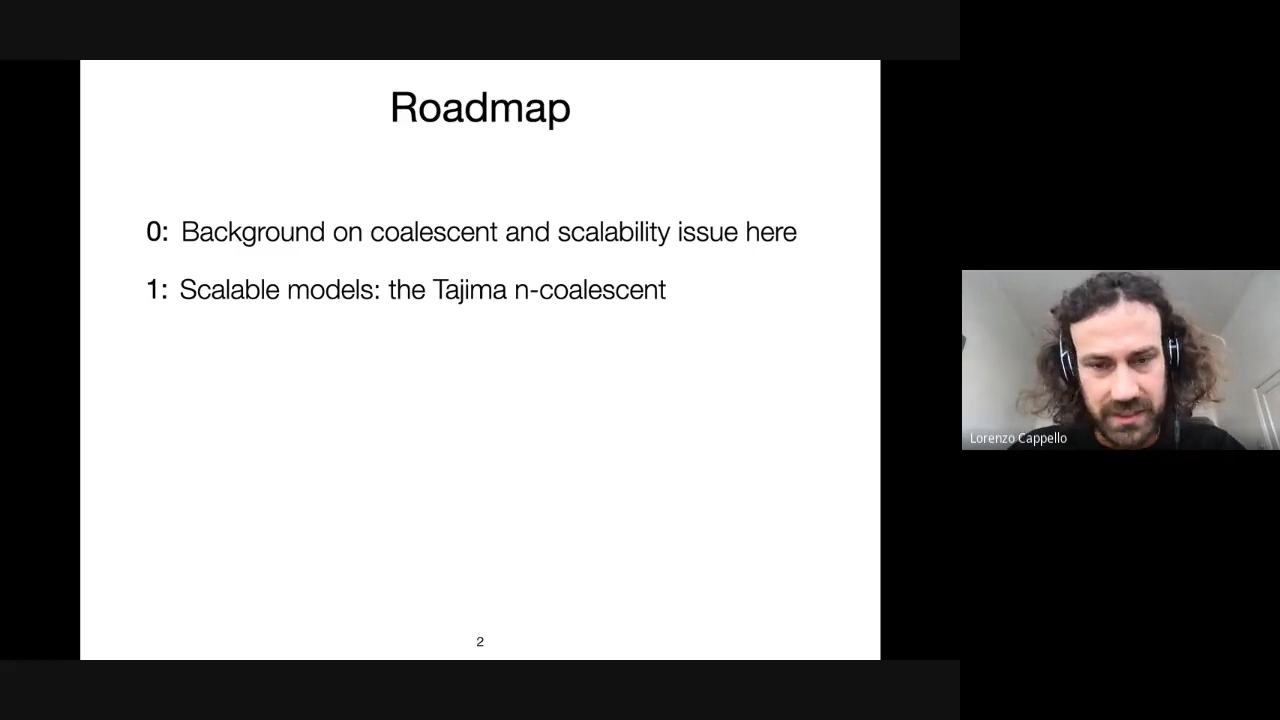 Roadmap
0: Background on coalescent and scalability issue here
1: Scalable models: the Tajima n-coalescent
2
Lorenzo Cappello